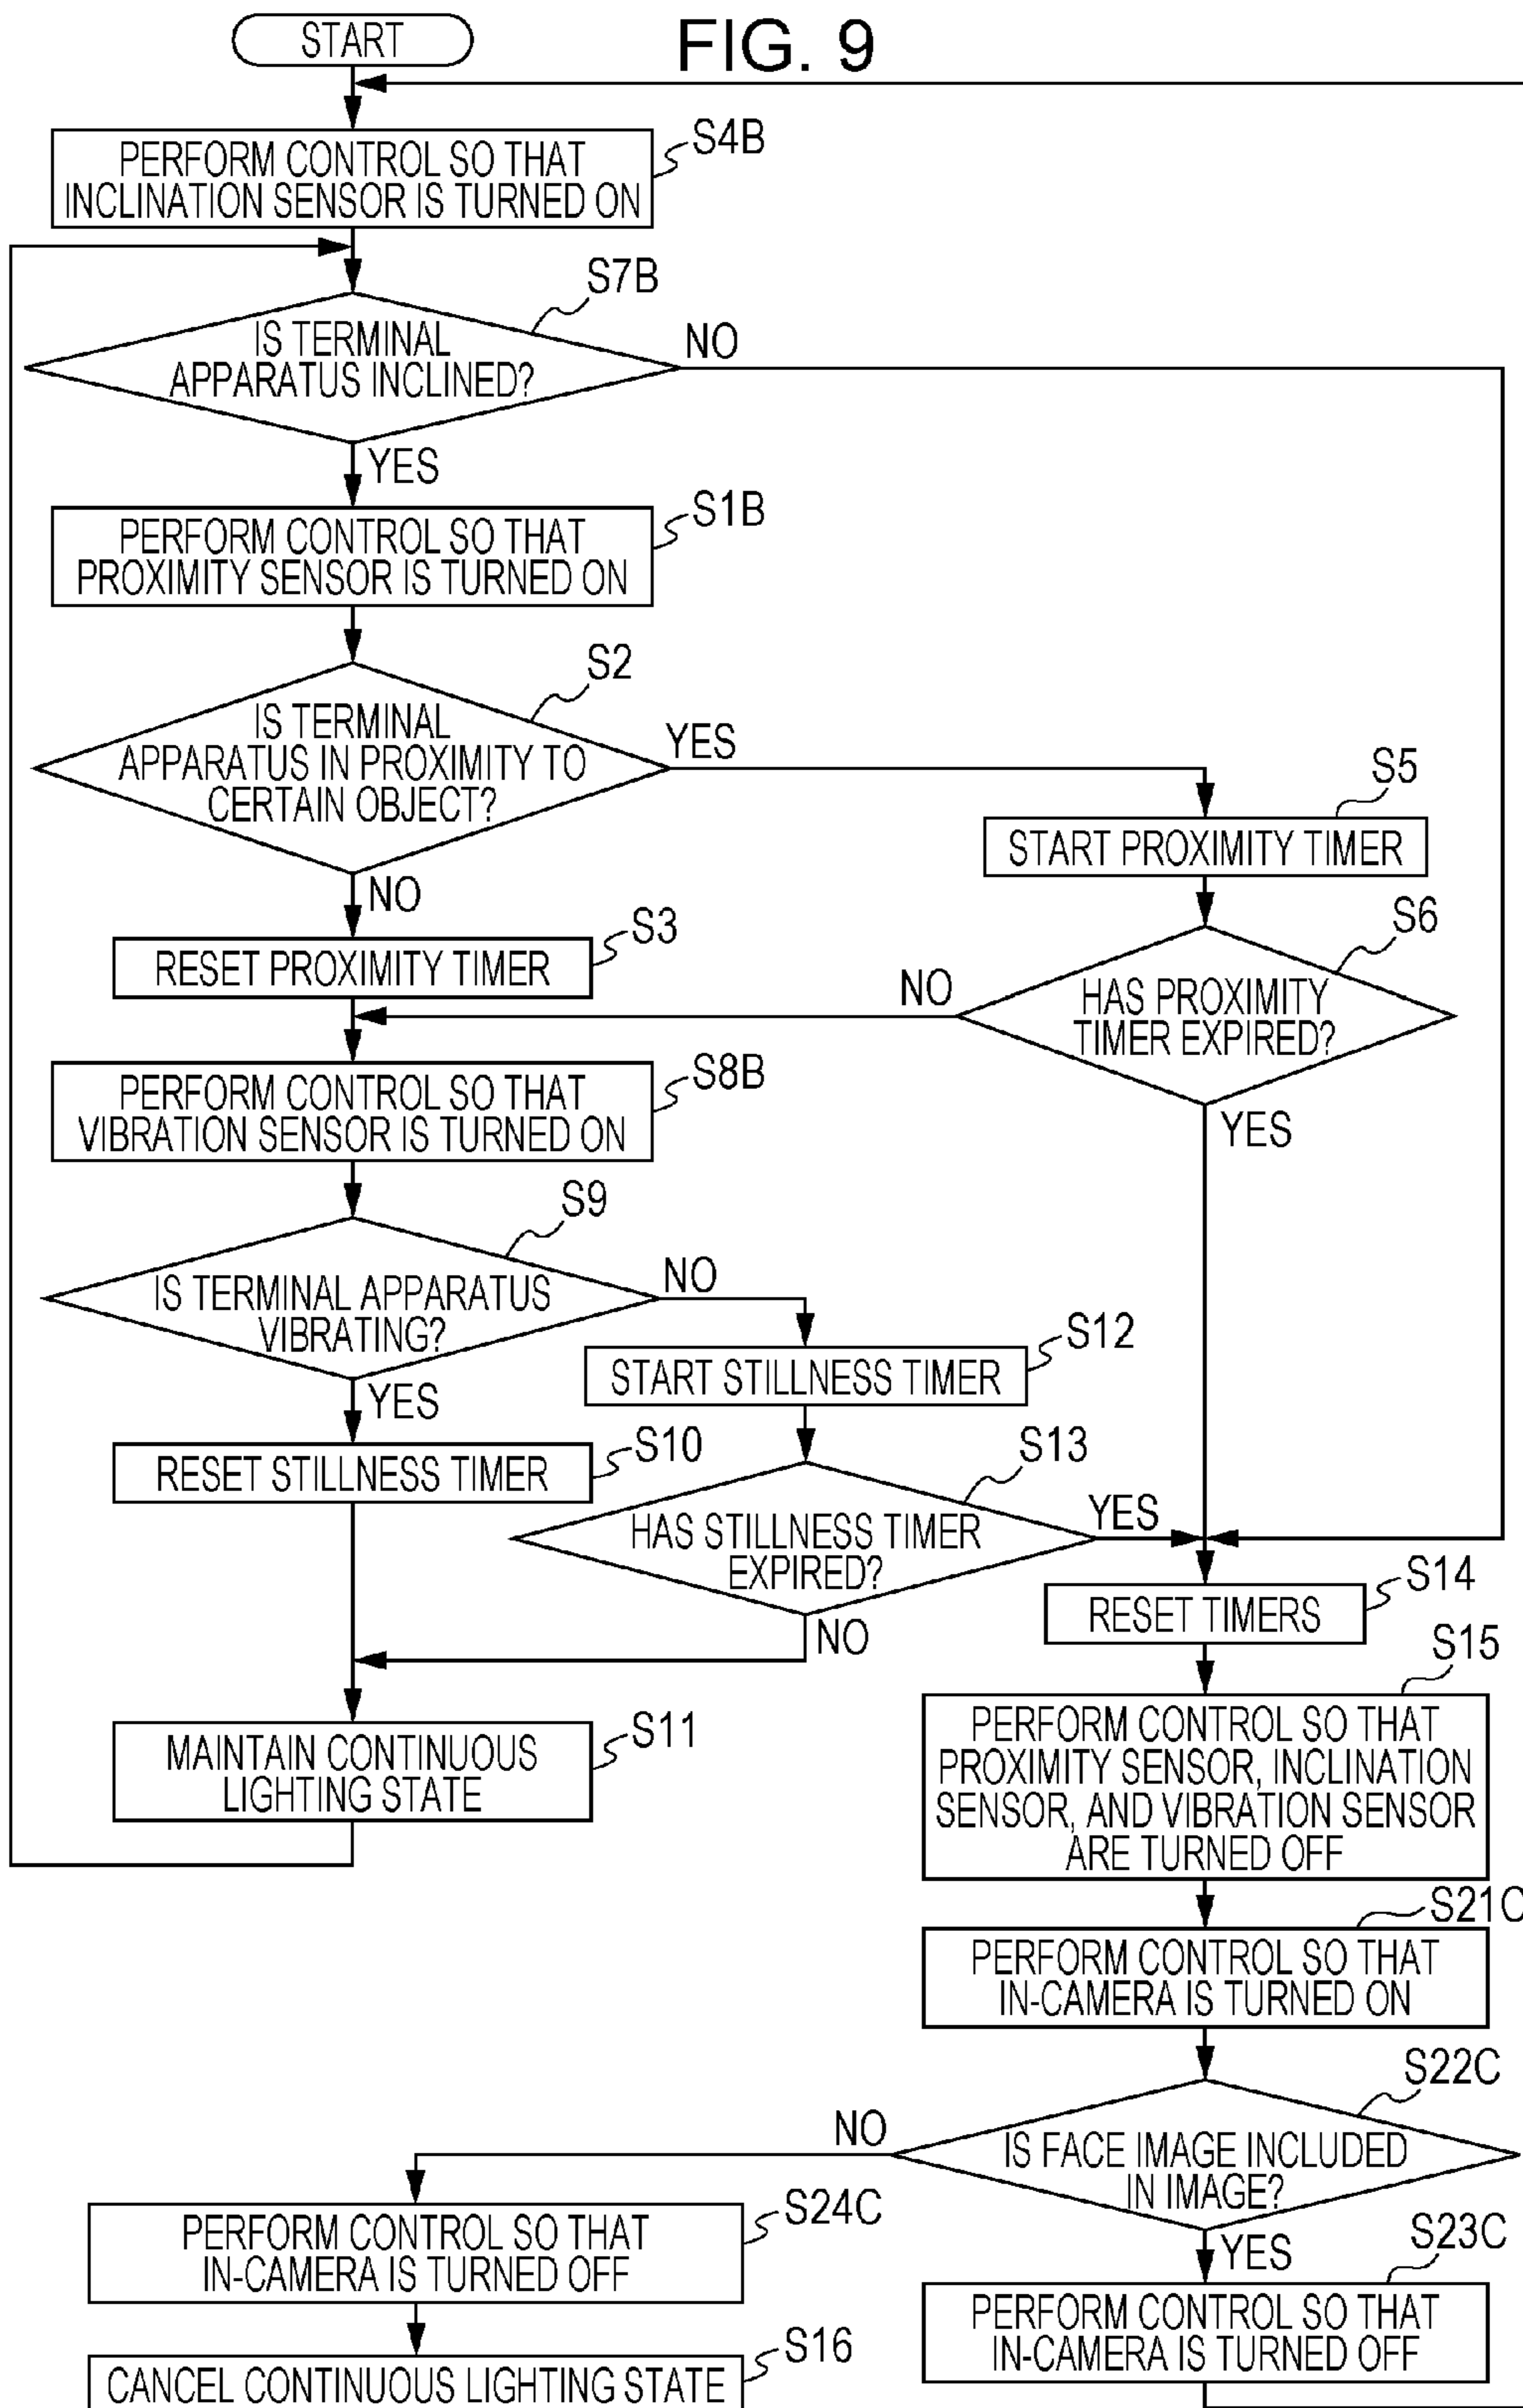 FIG. 9
START
S4B
PERFORM CONTROL SO THAT
INCLINATION SENSOR IS TURNED ON
S7B
IS TERMINAL
APPARATUS INCLINED?
NO
YES
S1B
PERFORM CONTROL SO THAT
PROXIMITY SENSOR IS TURNED ON
S2
IS TERMINAL
APPARATUS IN PROXIMITY TO
CERTAIN OBJECT?
YES
NO
S5
START PROXIMITY TIMER
S3
RESET PROXIMITY TIMER
S6
HAS PROXIMITY
TIMER EXPIRED?
NO
YES
S8B
PERFORM CONTROL SO THAT
VIBRATION SENSOR IS TURNED ON
S9
IS TERMINAL APPARATUS
VIBRATING?
NO
YES
S12
START STILLNESS TIMER
S10
RESET STILLNESS TIMER
S13
HAS STILLNESS TIMER
EXPIRED?
YES
NO
S14
RESET TIMERS
S11
MAINTAIN CONTINUOUS
LIGHTING STATE
S15
PERFORM CONTROL SO THAT
PROXIMITY SENSOR, INCLINATION
SENSOR, AND VIBRATION SENSOR
ARE TURNED OFF
S21C
PERFORM CONTROL SO THAT
IN-CAMERA IS TURNED ON
S22C
IS FACE IMAGE INCLUDED
IN IMAGE?
NO
YES
S24C
PERFORM CONTROL SO THAT
IN-CAMERA IS TURNED OFF
S23C
PERFORM CONTROL SO THAT
IN-CAMERA IS TURNED OFF
S16
CANCEL CONTINUOUS LIGHTING STATE